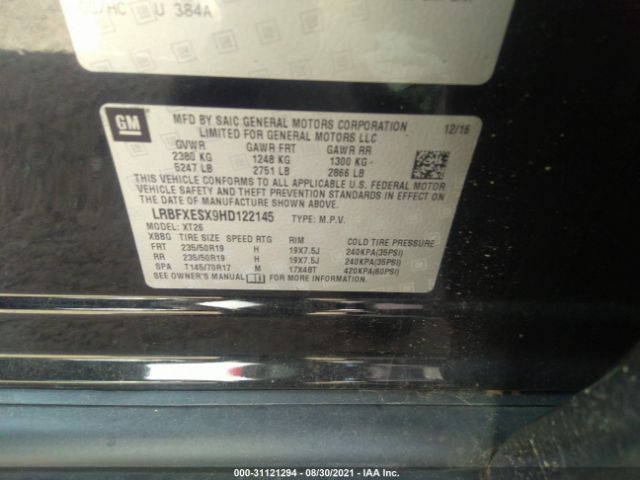 U 384A
GM
MFD BY SAIC GENERAL MOTORS CORPORATION
LIMITED FOR GENERAL MOTORS LLC
12/16
GVWR GAWR FRT GAWR RR
2380 KG 1248 KG 1300 KG
5247 LB 2751 LB 2866 LB
THIS VEHICLE CONFORMS TO ALL APPLICABLE U.S. FEDERAL MOTOR
VEHICLE SAFETY, BUMPER, AND THEFT PREVENTION
STANDARDS IN EFFECT ON
THE DATE OF MANUFACTURE SHOWN ABOVE.
LRBFXESX9HD122145 TYPE: M.P.V.
MODEL: XT26
XBBG TIRE SIZE SPEED RTG RIM COLD TIRE PRESSURE
FRT 235/50R19 H 19X7.5J 240KPA(35PSI)
RR 235/50R19 H 19X7.5J 240KPA(35PSI)
SPA T145/70R17 M 17X4BT 420KPA(60PSI)
SEE OWNER'S MANUAL FOR MORE INFORMATION.
000-31121294 - 08/30/2021 - IAA Inc.